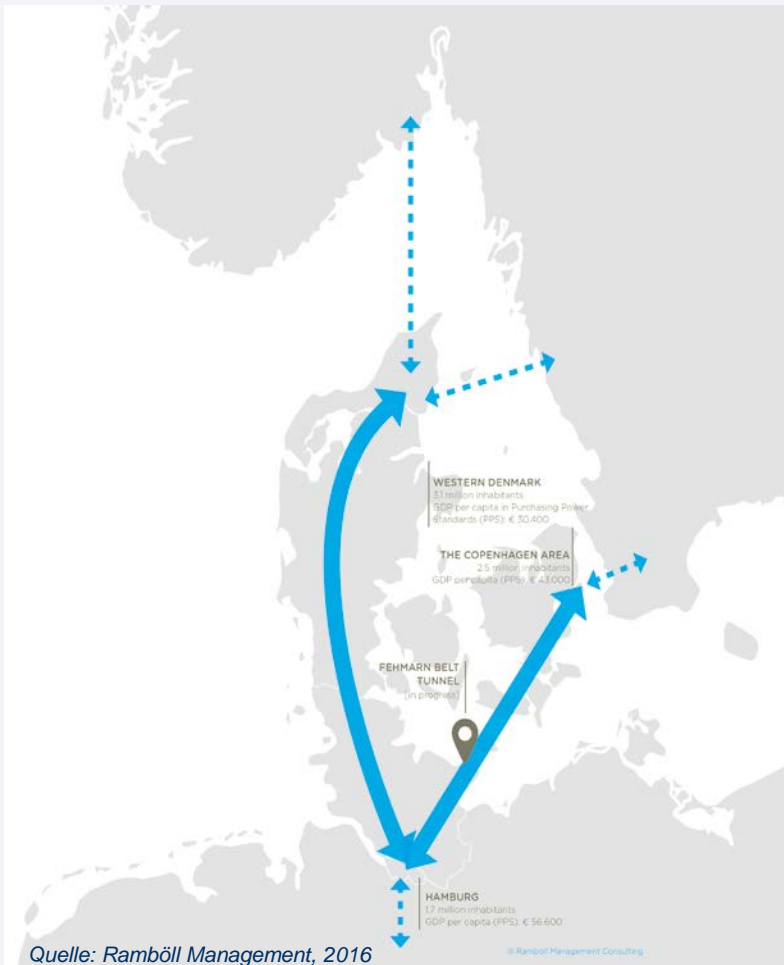 WESTERN DENMARK
3.1 million inhabitants
GDP per capita in Purchasing Power
Standards (PPS): € 30.400
THE COPENHAGEN AREA
2.5 million inhabitants
GDP per capita (PPS): € 43.000
FEHMARN BELT
TUNNEL
(in progress)
HAMBURG
1.7 million inhabitants
GDP per capita (PPS): € 56.600
Quelle: Ramböll Management, 2016
© Ramböll Management Consulting